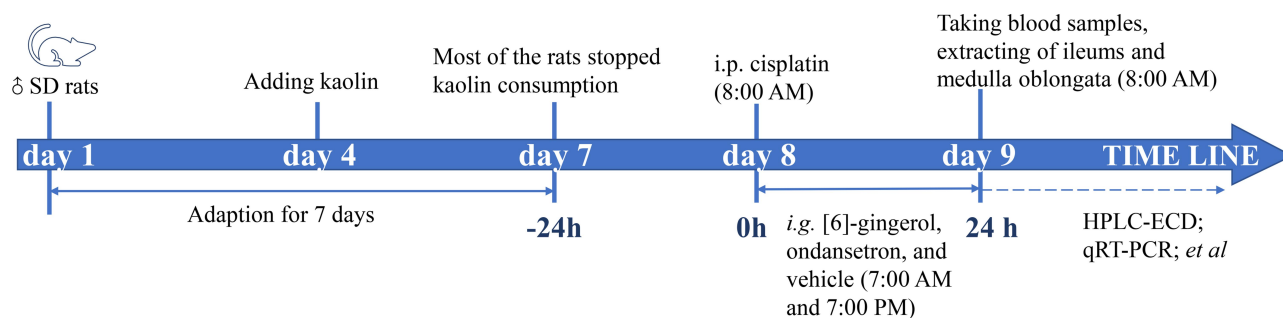 ♂ SD rats
Adding kaolin
Most of the rats stopped
kaolin consumption
i.p. cisplatin
(8:00 AM)
Taking blood samples,
extracting of ileums and
medulla oblongata (8:00 AM)
day 1
day 4
day 7
day 8
day 9
TIME LINE
Adaption for 7 days
-24h
0h
i.g. [6]-gingerol,
ondansetron, and
vehicle (7:00 AM
and 7:00 PM)
24 h
HPLC-ECD;
qRT-PCR; et al